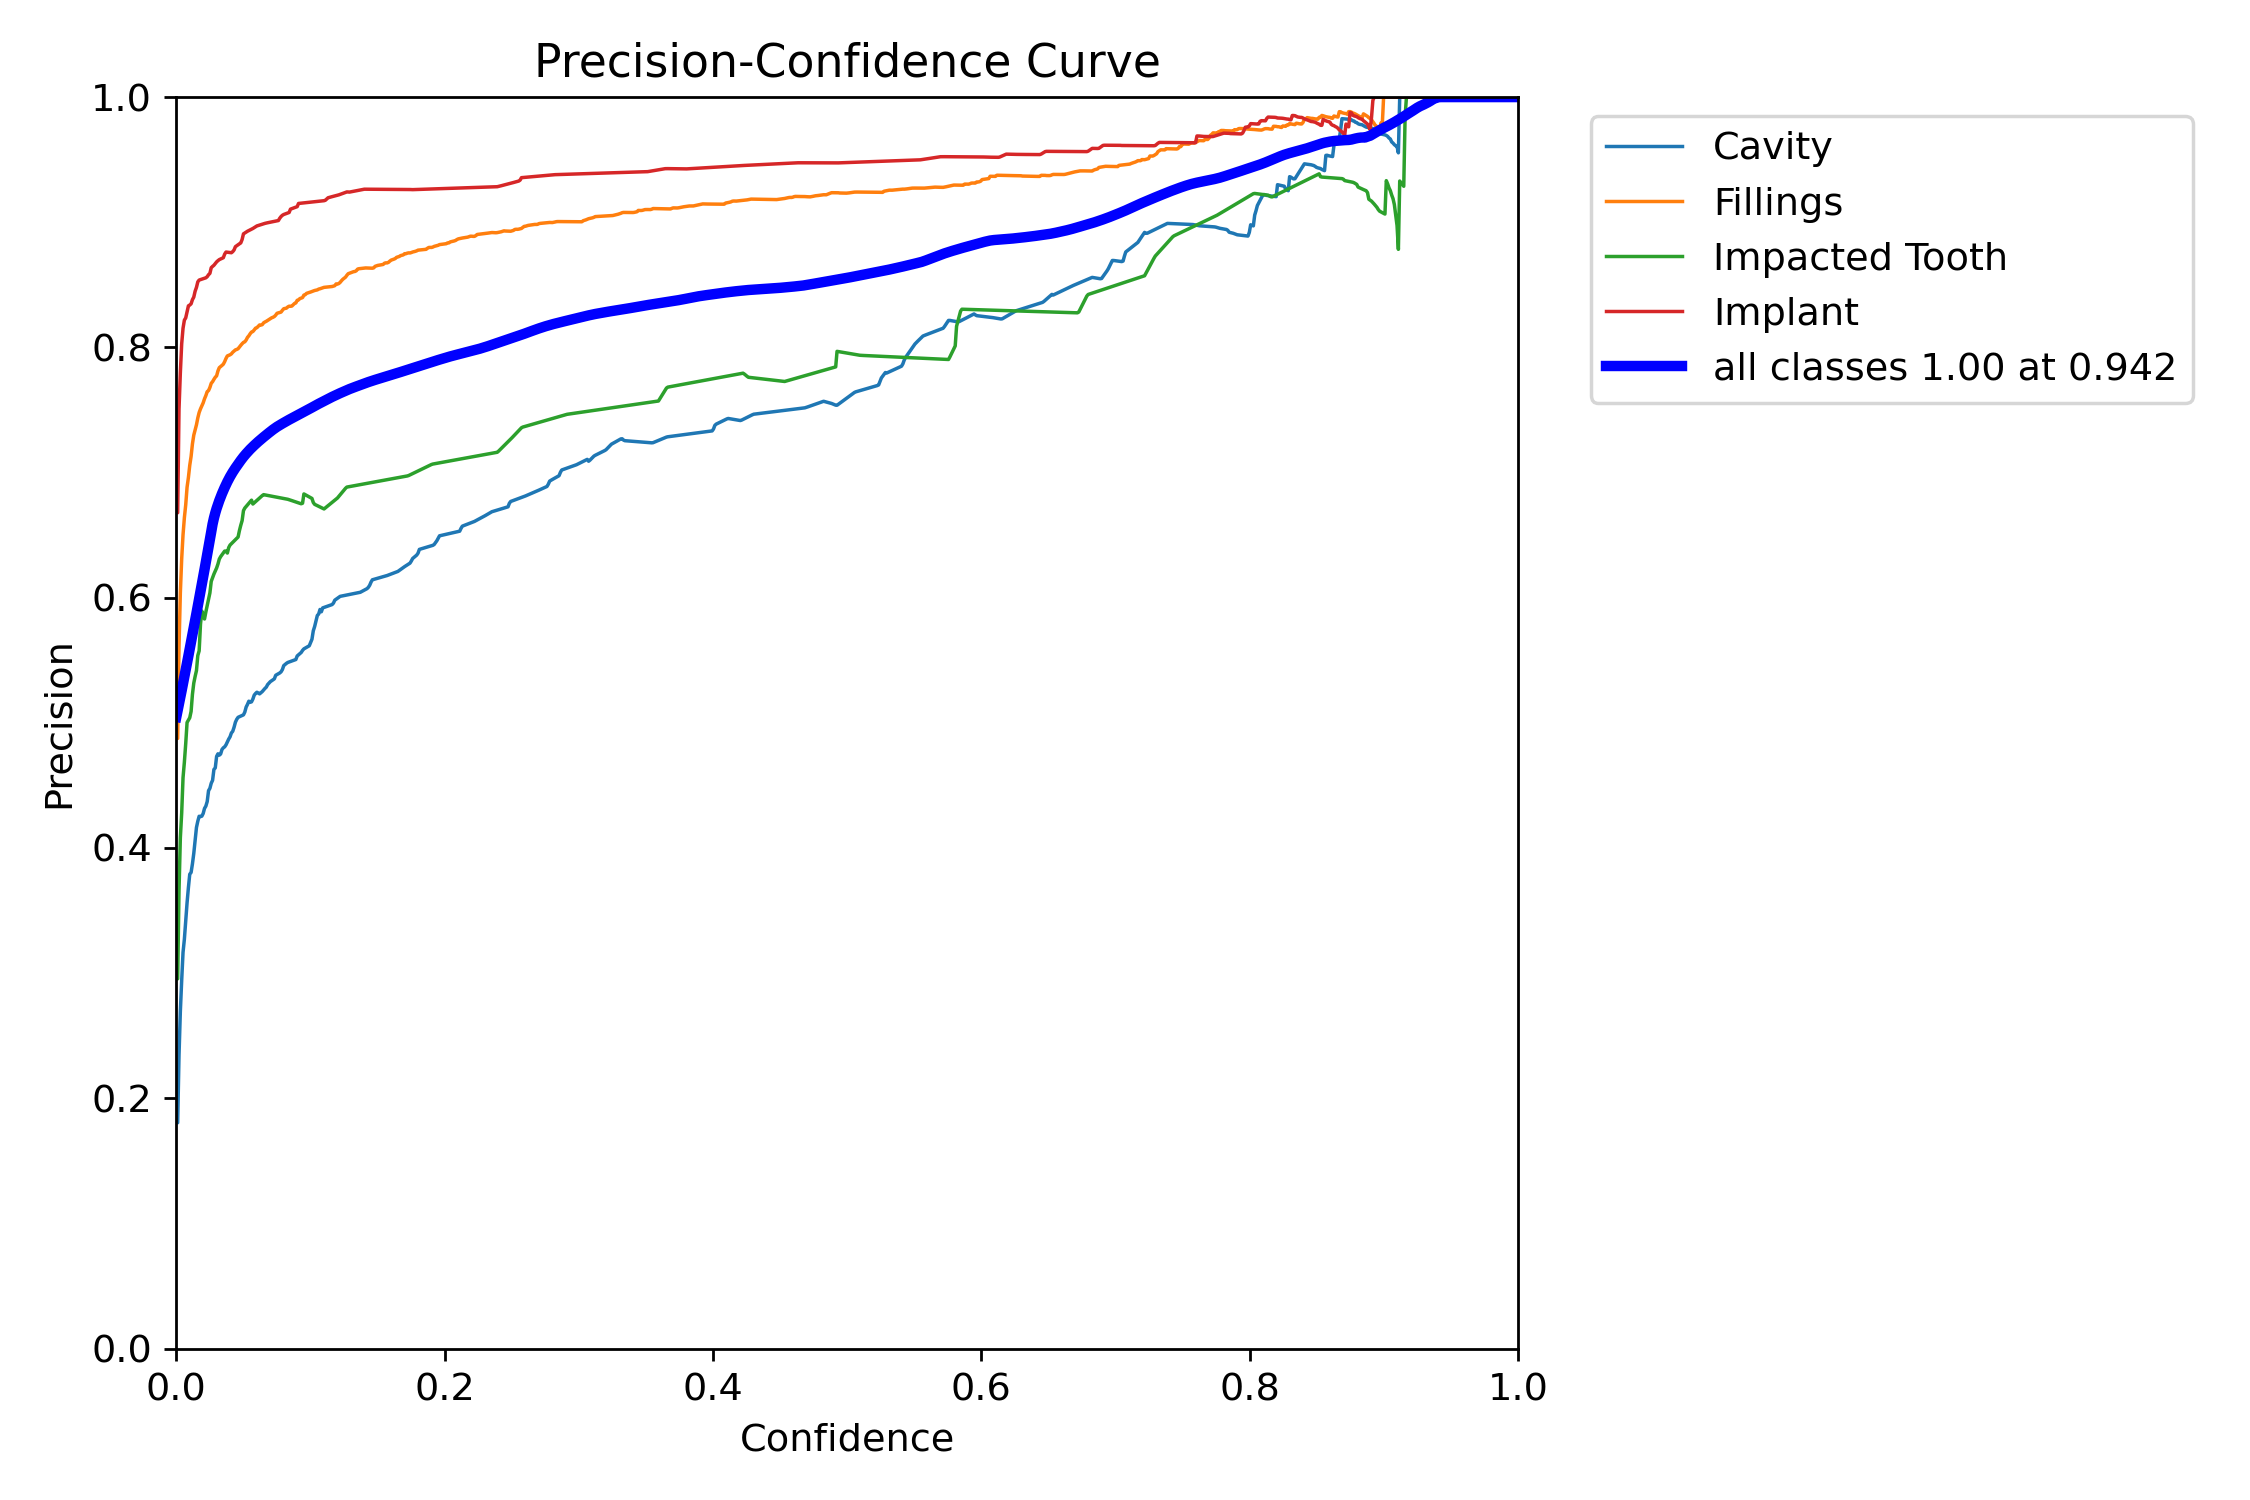 Precision-Confidence Curve
1.0
0.8
0.6
0.4
0.2
0.0
Precision
0.0 0.2 0.4 0.6 0.8 1.0
Confidence
Cavity
Fillings
Impacted Tooth
Implant
all classes 1.00 at 0.942